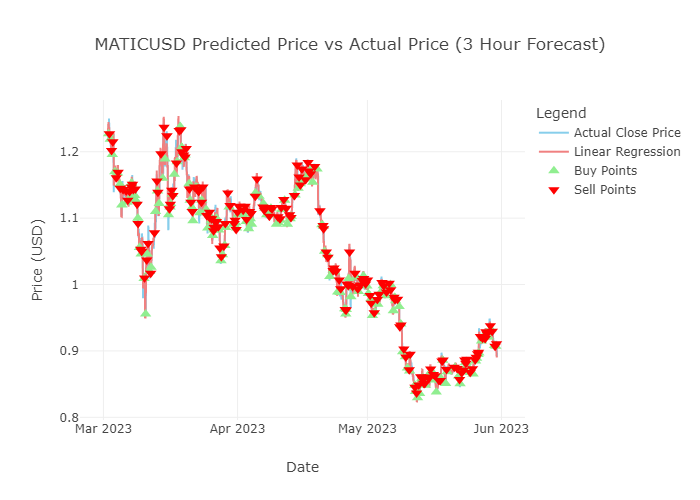 MATICUSD Predicted Price vs Actual Price (3 Hour Forecast)
Legend
Actual Close Price
Linear Regression
Buy Points
Sell Points
Price (USD)
1.2
1.1
1
0.9
0.8
Mar 2023
Apr 2023
May 2023
Jun 2023
Date